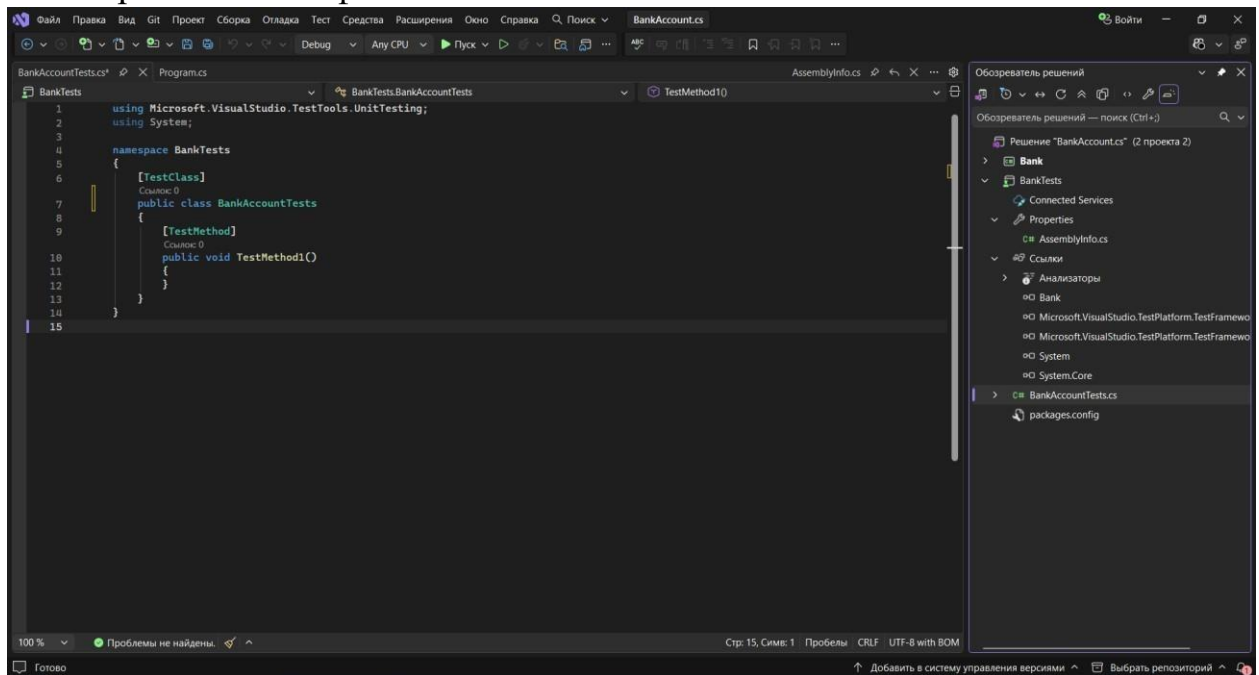 Файл Правка Вид Git Проект Сборка Отладка Тест Средства Расширения Окно Справка Поиск BankAccount.cs Войти
Debug Any CPU Пуск
BankAccountTests.cs* Program.cs AssemblyInfo.cs
BankTests BankTests.BankAccountTests TestMethod1()
1 using Microsoft.VisualStudio.TestTools.UnitTesting;
2 using System;
3
4 namespace BankTests
5 {
6 [TestClass]
Ссылок: 0
7 public class BankAccountTests
8 {
9 [TestMethod]
Ссылок: 0
10 public void TestMethod1()
11 {
12 }
13 }
14 }
15
100 % Проблемы не найдены. Стр: 15, Симв: 1 Пробелы CRLF UTF-8 with BOM
Обозреватель решений
Обозреватель решений — поиск (Ctrl+;)
Решение "BankAccount.cs" (2 проекта 2)
Bank
BankTests
Connected Services
Properties
C# AssemblyInfo.cs
Ссылки
Анализаторы
Bank
Microsoft.VisualStudio.TestPlatform.TestFramewo
Microsoft.VisualStudio.TestPlatform.TestFramewo
System
System.Core
C# BankAccountTests.cs
packages.config
Готово Добавить в систему управления версиями Выбрать репозиторий